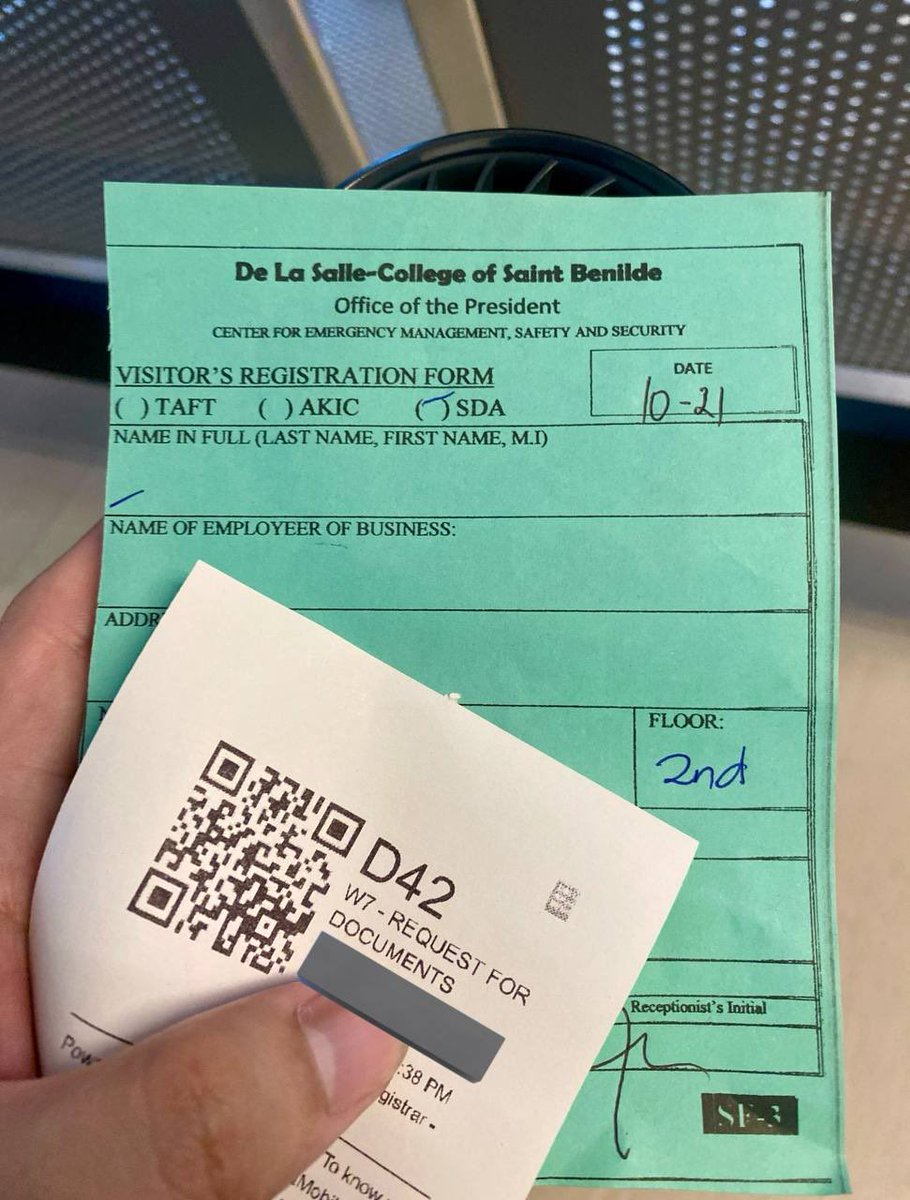 De La Salle-College of Saint Benilde
Office of the President
CENTER FOR EMERGENCY MANAGEMENT, SAFETY AND SECURITY
VISITOR'S REGISTRATION FORM
DATE
10-21
( ) TAFT ( ) AKIC ( ) SDA
NAME IN FULL (LAST NAME, FIRST NAME, M.I)
NAME OF EMPLOYEER OF BUSINESS:
ADDR
FLOOR:
2nd
D42
W7 - REQUEST FOR
DOCUMENTS
:38 PM
gistrar -
To know
Receptionist's Initial
SF-3